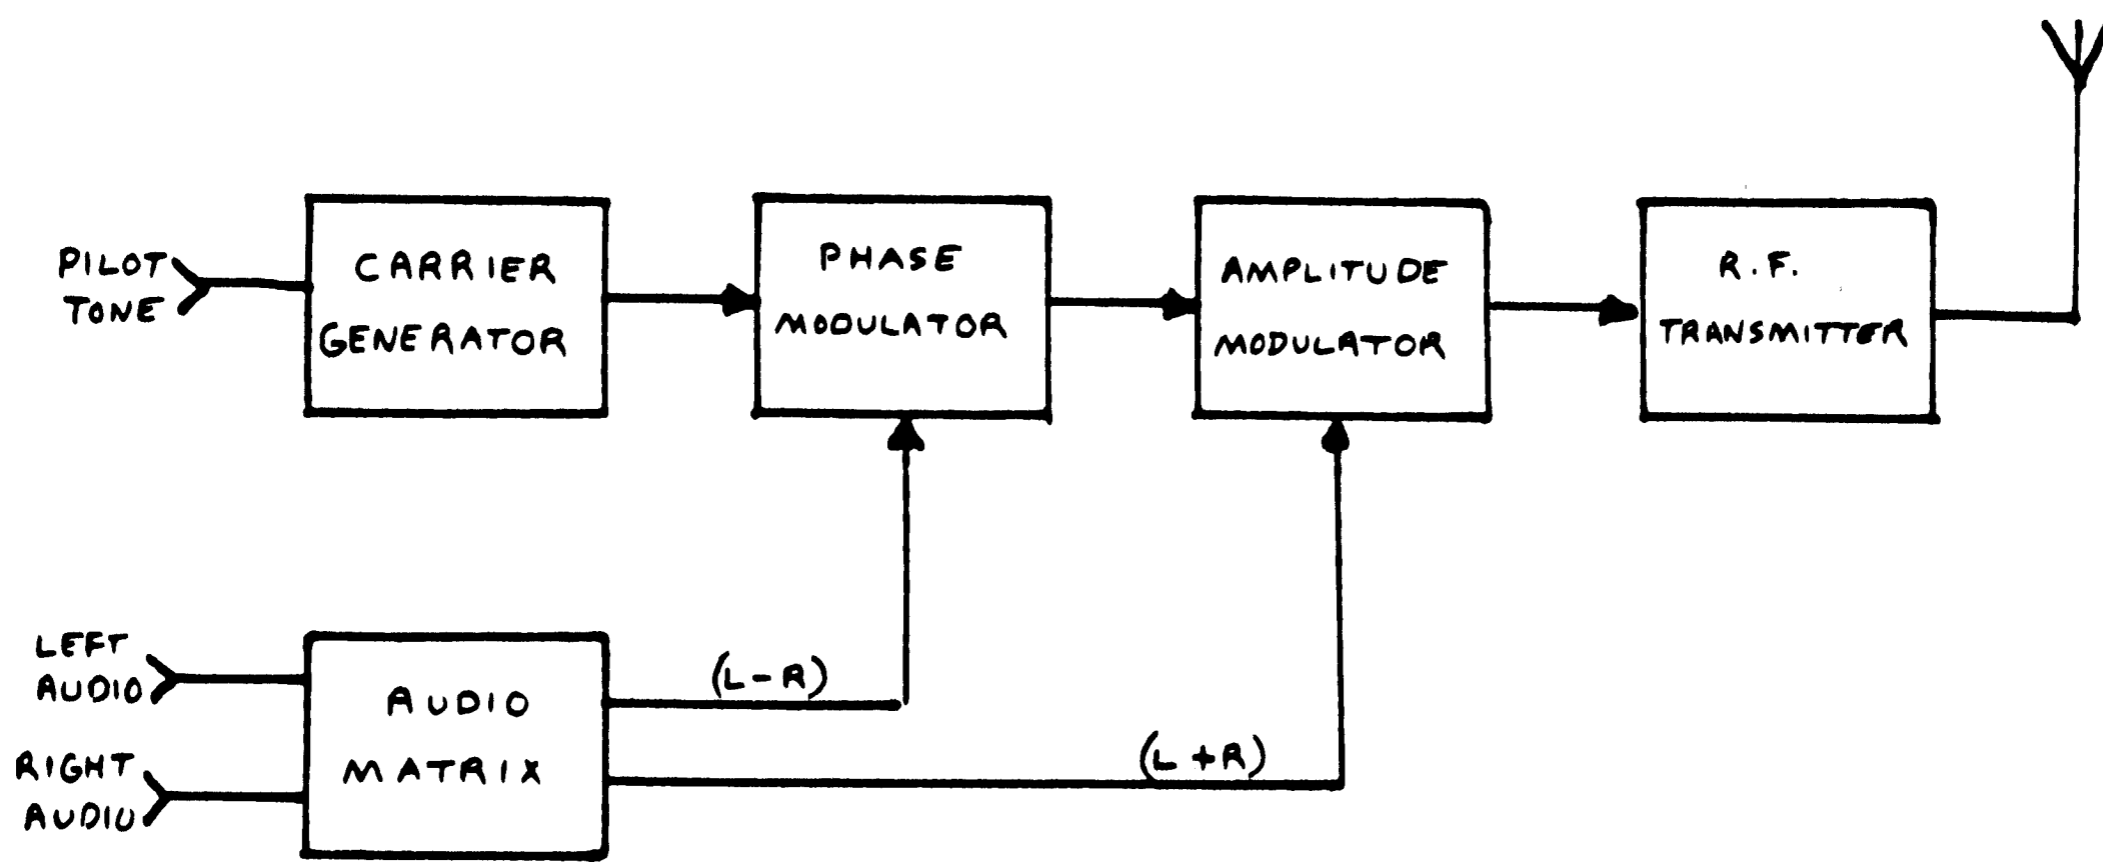 PILOT
TONE
CARRIER
GENERATOR
PHASE
MODULATOR
AMPLITUDE
MODULATOR
R.F.
TRANSMITTER
LEFT
AUDIO
RIGHT
AUDIO
AUDIO
MATRIX
(L-R)
(L+R)